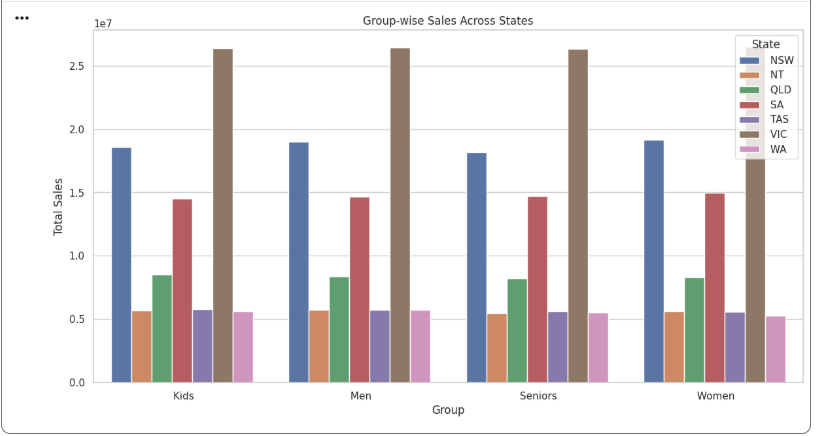 •••
Group-wise Sales Across States
1e7
2.5
2.0
1.5
1.0
0.5
0.0
Total Sales
State
NSW
NT
QLD
SA
TAS
VIC
WA
Kids Men Seniors Women
Group